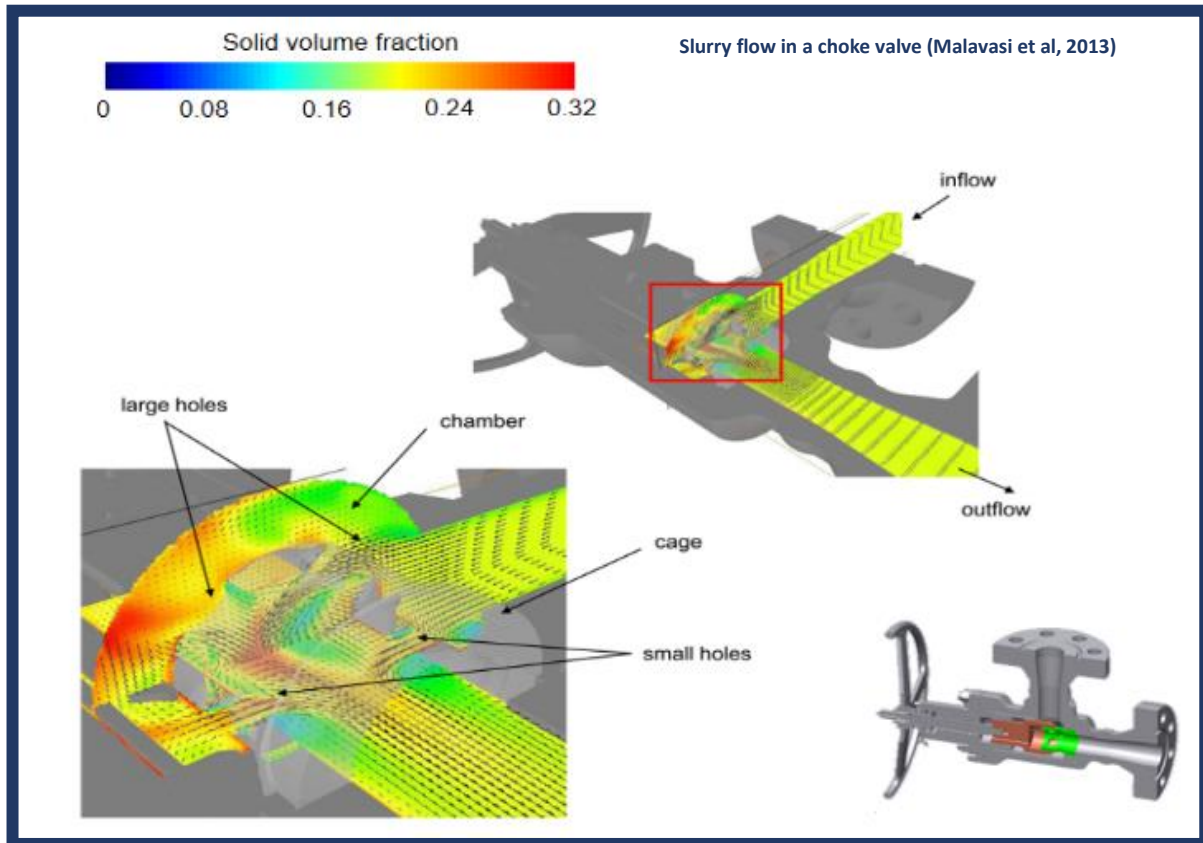 Solid volume fraction
Slurry flow in a choke valve (Malavasi et al, 2013)
0 0.08 0.16 0.24 0.32
inflow
large holes
chamber
outflow
cage
small holes